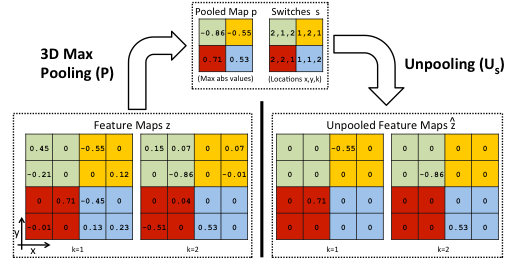 Pooled Map p
Switches s
-0.86 -0.55
2,1,2 1,2,1
0.71 0.53
2,2,1 1,1,2
(Max abs values)
(Locations x,y,k)
3D Max
Pooling (P)
Unpooling (Us)
Feature Maps z
0.45 0 -0.55 0
0.15 0.07 0 0.07
-0.21 0 0 0.12
0 -0.86 0 -0.01
0 0.71 -0.45 0
0 0.04 0 0
-0.01 0 0.13 0.23
-0.51 0 0.53 0
y
x
k=1
k=2
Unpooled Feature Maps ẑ
0 0 -0.55 0
0 0 0 0
0 0 0 0
0 -0.86 0 0
0 0.71 0 0
0 0 0 0
0 0 0 0
0 0 0.53 0
k=1
k=2